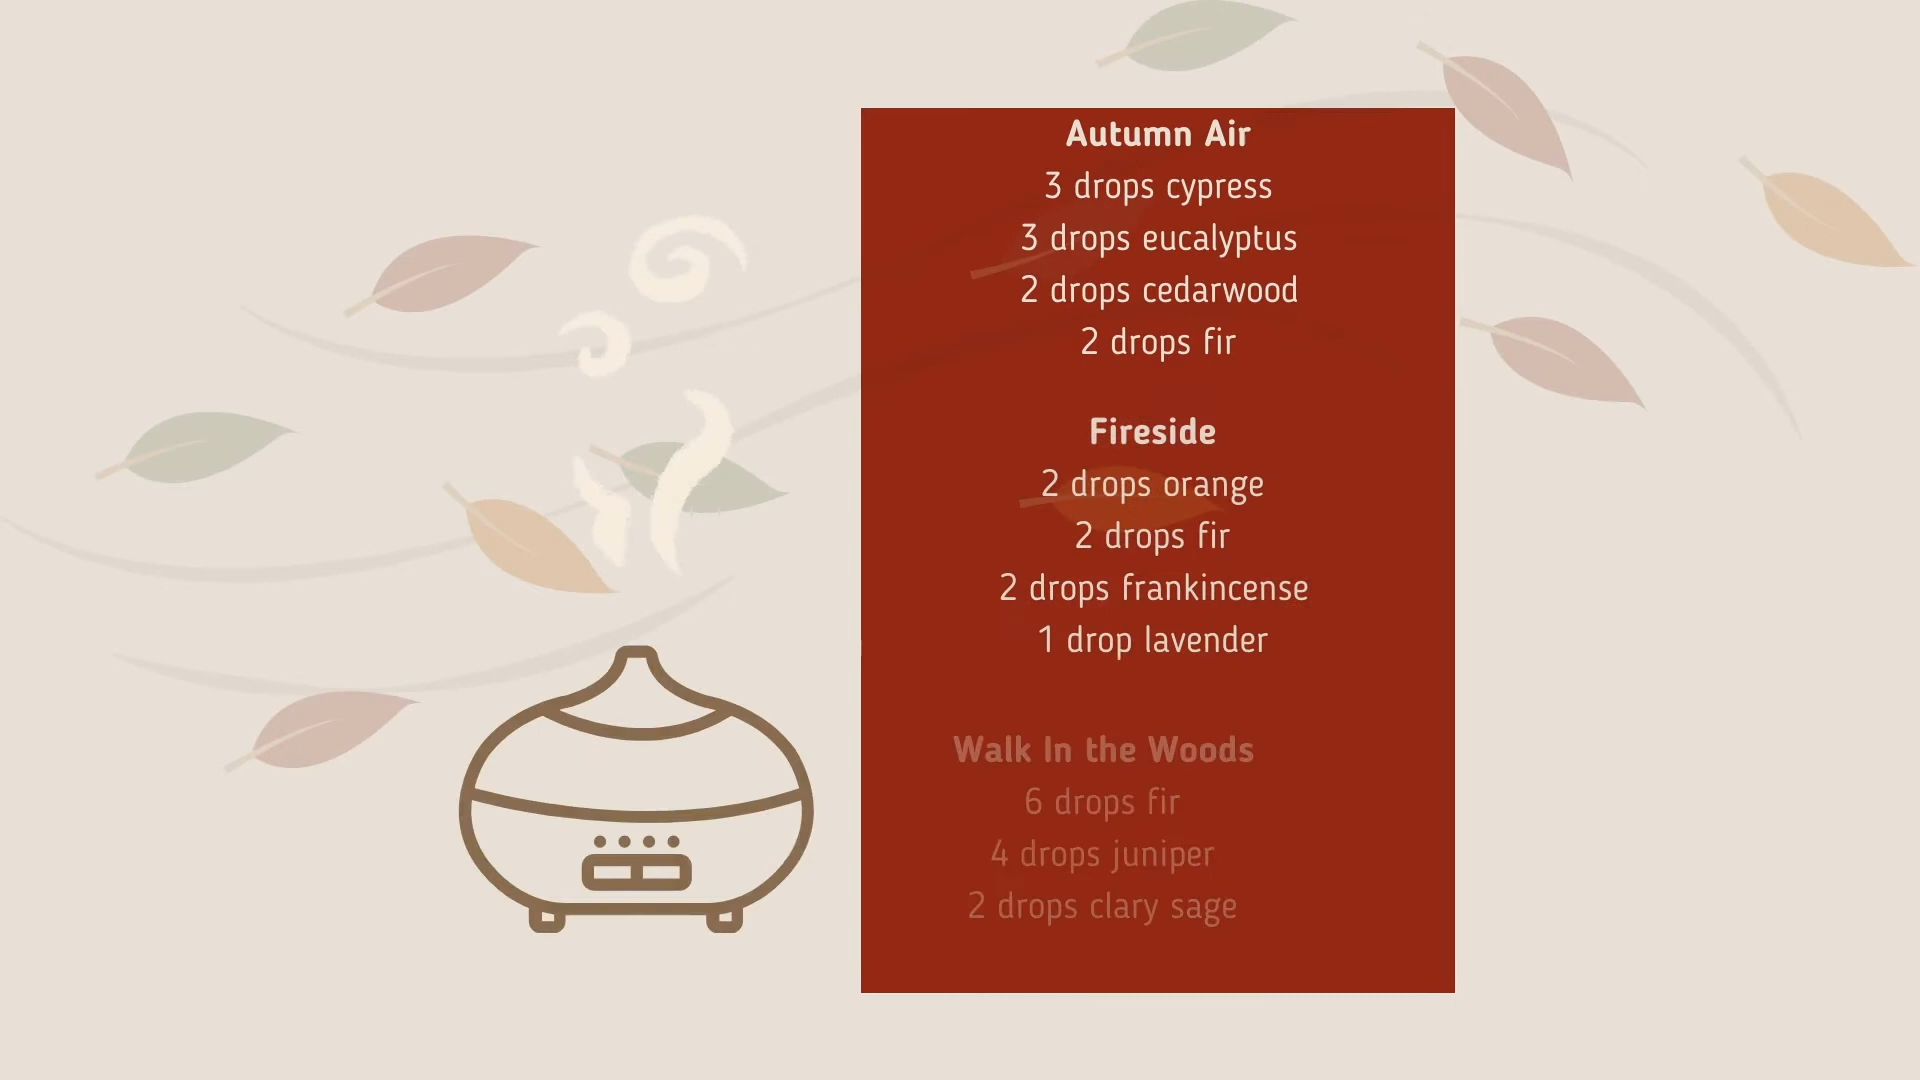 Autumn Air
3 drops cypress
3 drops eucalyptus
2 drops cedarwood
2 drops fir
Fireside
2 drops orange
2 drops fir
2 drops frankincense
1 drop lavender
Walk In the Woods
6 drops fir
4 drops juniper
2 drops clary sage